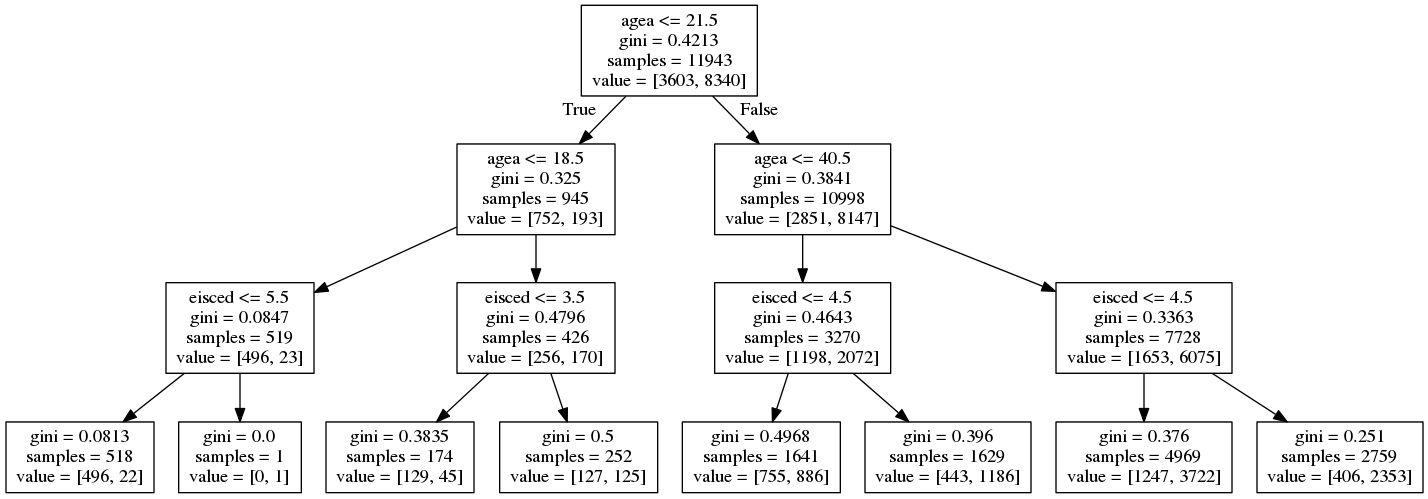 agea <= 21.5
gini = 0.4213
samples = 11943
value = [3603, 8340]
True
False
agea <= 18.5
gini = 0.325
samples = 945
value = [752, 193]
agea <= 40.5
gini = 0.3841
samples = 10998
value = [2851, 8147]
eisced <= 5.5
gini = 0.0847
samples = 519
value = [496, 23]
eisced <= 3.5
gini = 0.4796
samples = 426
value = [256, 170]
eisced <= 4.5
gini = 0.4643
samples = 3270
value = [1198, 2072]
eisced <= 4.5
gini = 0.3363
samples = 7728
value = [1653, 6075]
gini = 0.0813
samples = 518
value = [496, 22]
gini = 0.0
samples = 1
value = [0, 1]
gini = 0.3835
samples = 174
value = [129, 45]
gini = 0.5
samples = 252
value = [127, 125]
gini = 0.4968
samples = 1641
value = [755, 886]
gini = 0.396
samples = 1629
value = [443, 1186]
gini = 0.376
samples = 4969
value = [1247, 3722]
gini = 0.251
samples = 2759
value = [406, 2353]